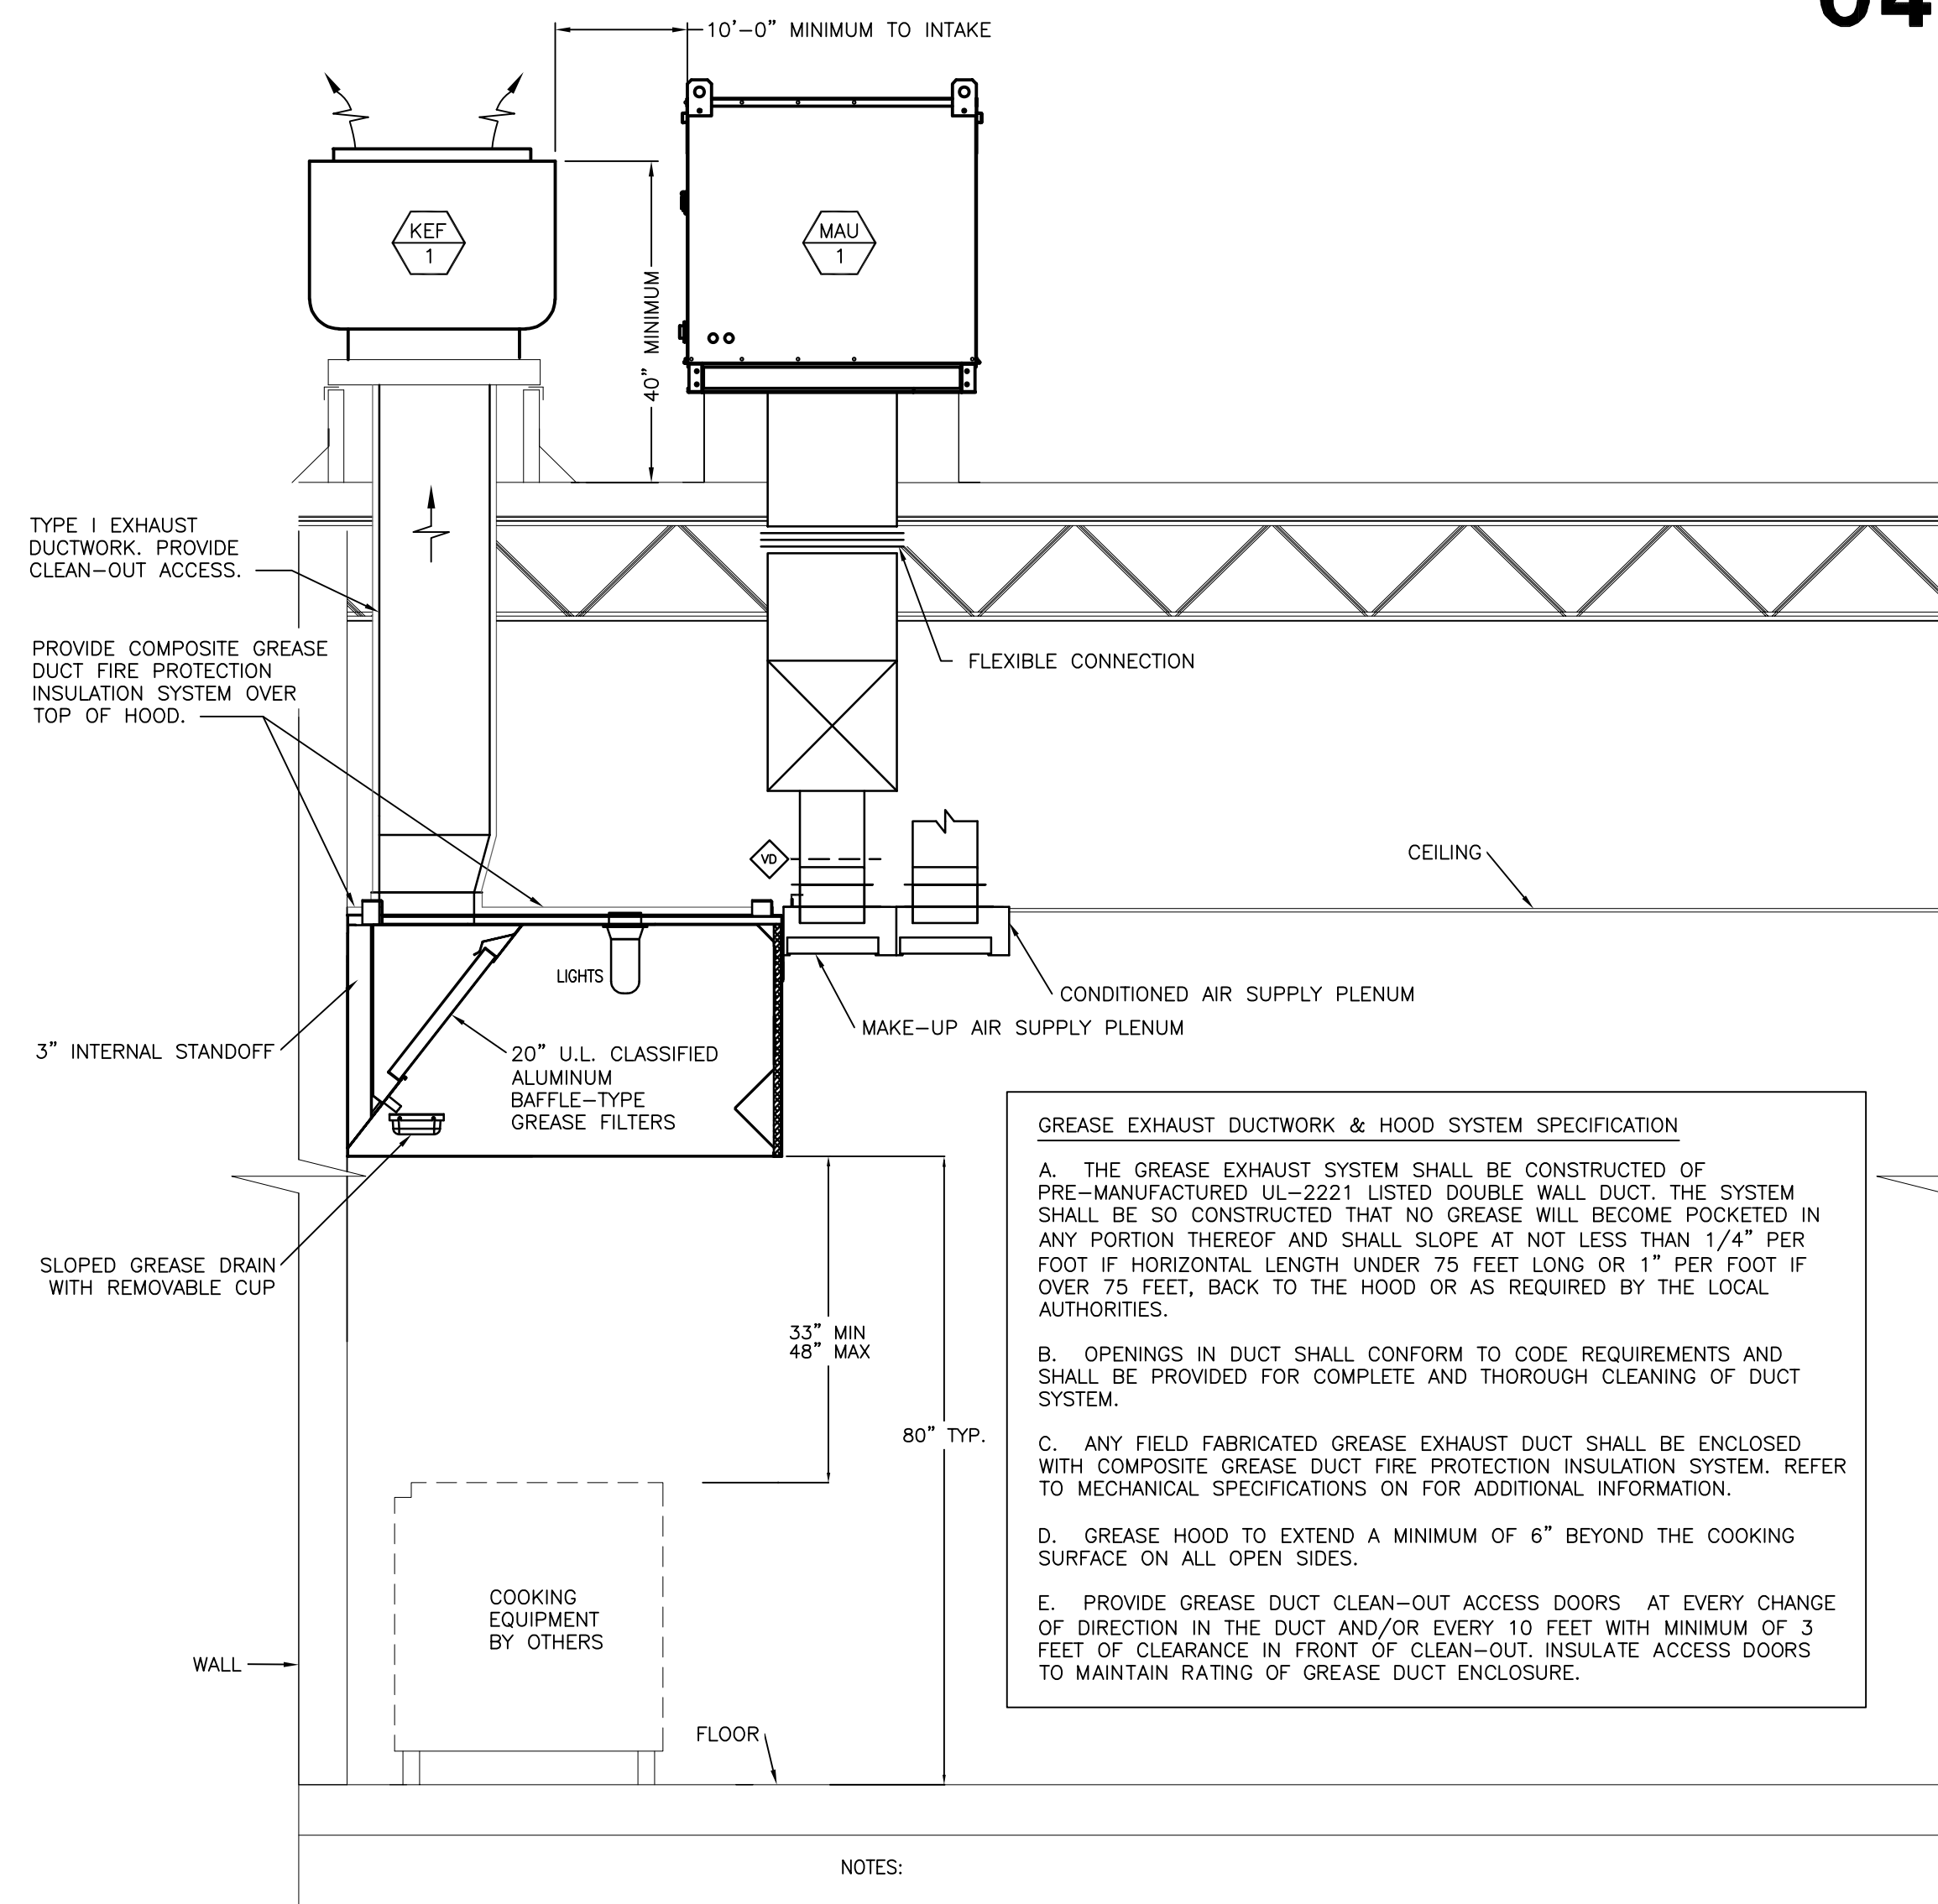 04
10'-0" MINIMUM TO INTAKE
KEF
1
MAU
1
40" MINIMUM
TYPE I EXHAUST
DUCTWORK. PROVIDE
CLEAN-OUT ACCESS.
PROVIDE COMPOSITE GREASE
DUCT FIRE PROTECTION
INSULATION SYSTEM OVER
TOP OF HOOD.
FLEXIBLE CONNECTION
VD
CEILING
LIGHTS
CONDITIONED AIR SUPPLY PLENUM
MAKE-UP AIR SUPPLY PLENUM
3" INTERNAL STANDOFF
20" U.L. CLASSIFIED
ALUMINUM
BAFFLE-TYPE
GREASE FILTERS
SLOPED GREASE DRAIN
WITH REMOVABLE CUP
33" MIN
48" MAX
80" TYP.
GREASE EXHAUST DUCTWORK & HOOD SYSTEM SPECIFICATION
A. THE GREASE EXHAUST SYSTEM SHALL BE CONSTRUCTED OF
PRE-MANUFACTURED UL-2221 LISTED DOUBLE WALL DUCT. THE SYSTEM
SHALL BE SO CONSTRUCTED THAT NO GREASE WILL BECOME POCKETED IN
ANY PORTION THEREOF AND SHALL SLOPE AT NOT LESS THAN 1/4" PER
FOOT IF HORIZONTAL LENGTH UNDER 75 FEET LONG OR 1" PER FOOT IF
OVER 75 FEET, BACK TO THE HOOD OR AS REQUIRED BY THE LOCAL
AUTHORITIES.
B. OPENINGS IN DUCT SHALL CONFORM TO CODE REQUIREMENTS AND
SHALL BE PROVIDED FOR COMPLETE AND THOROUGH CLEANING OF DUCT
SYSTEM.
C. ANY FIELD FABRICATED GREASE EXHAUST DUCT SHALL BE ENCLOSED
WITH COMPOSITE GREASE DUCT FIRE PROTECTION INSULATION SYSTEM. REFER
TO MECHANICAL SPECIFICATIONS ON FOR ADDITIONAL INFORMATION.
D. GREASE HOOD TO EXTEND A MINIMUM OF 6" BEYOND THE COOKING
SURFACE ON ALL OPEN SIDES.
E. PROVIDE GREASE DUCT CLEAN-OUT ACCESS DOORS AT EVERY CHANGE
OF DIRECTION IN THE DUCT AND/OR EVERY 10 FEET WITH MINIMUM OF 3
FEET OF CLEARANCE IN FRONT OF CLEAN-OUT. INSULATE ACCESS DOORS
TO MAINTAIN RATING OF GREASE DUCT ENCLOSURE.
COOKING
EQUIPMENT
BY OTHERS
WALL
FLOOR
NOTES: